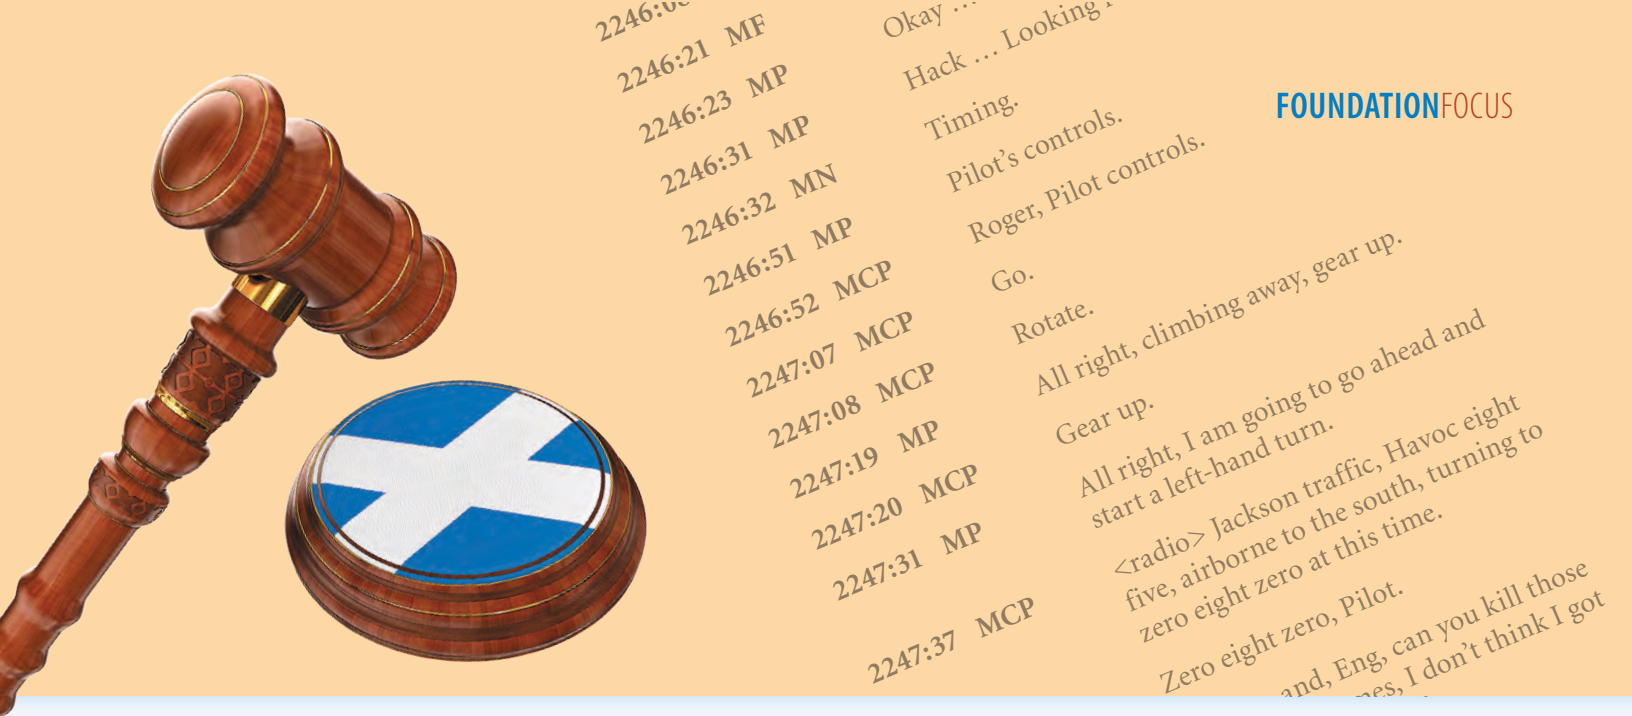 FOUNDATIONFOCUS
2246:21 MF
2246:23 MP Okay …
2246:31 MP Hack … Looking
2246:32 MN Timing.
2246:51 MP Pilot’s controls.
2246:52 MCP Roger, Pilot controls.
2247:07 MCP Go.
2247:08 MCP Rotate.
2247:19 MP All right, climbing away, gear up.
2247:20 MCP Gear up.
2247:31 MP All right, I am going to go ahead and
start a left-hand turn.
2247:37 MCP <radio> Jackson traffic, Havoc eight
five, airborne to the south, turning to
zero eight zero at this time.
Zero eight zero, Pilot.
and, Eng, can you kill those
I don’t think I got